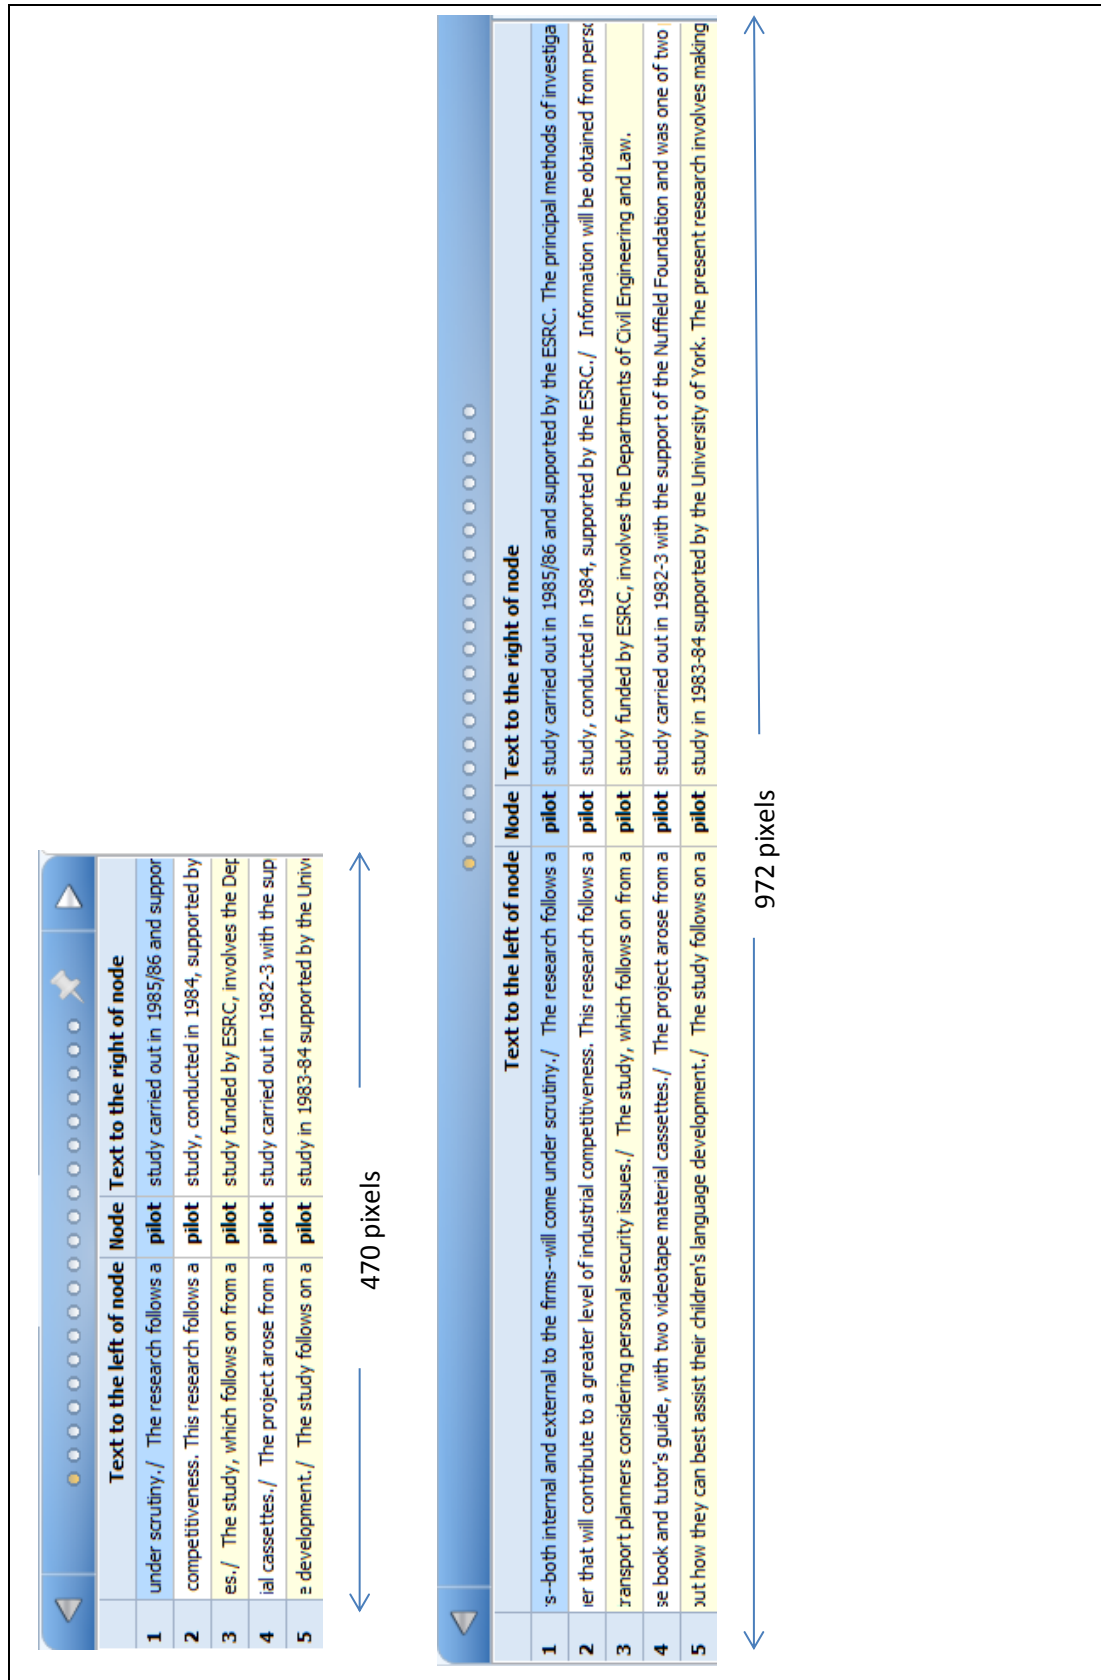 Text to the left of node Node Text to the right of node
1 under scrutiny./ The research follows a pilot study carried out in 1985/86 and suppor
2 competitiveness. This research follows a pilot study, conducted in 1984, supported by
3 es./ The study, which follows on from a pilot study funded by ESRC, involves the Dep
4 ial cassettes./ The project arose from a pilot study carried out in 1982-3 with the sup
5 e development./ The study follows on a pilot study in 1983-84 supported by the Univ
470 pixels
Text to the left of node Node Text to the right of node
1 's--both internal and external to the firms--will come under scrutiny./ The research follows a pilot study carried out in 1985/86 and supported by the ESRC. The principal methods of investiga
2 ier that will contribute to a greater level of industrial competitiveness. This research follows a pilot study, conducted in 1984, supported by the ESRC./ Information will be obtained from perso
3 transport planners considering personal security issues./ The study, which follows on from a pilot study funded by ESRC, involves the Departments of Civil Engineering and Law.
4 se book and tutor's guide, with two videotape material cassettes./ The project arose from a pilot study carried out in 1982-3 with the support of the Nuffield Foundation and was one of two
5 out how they can best assist their children's language development./ The study follows on a pilot study in 1983-84 supported by the University of York. The present research involves making
972 pixels